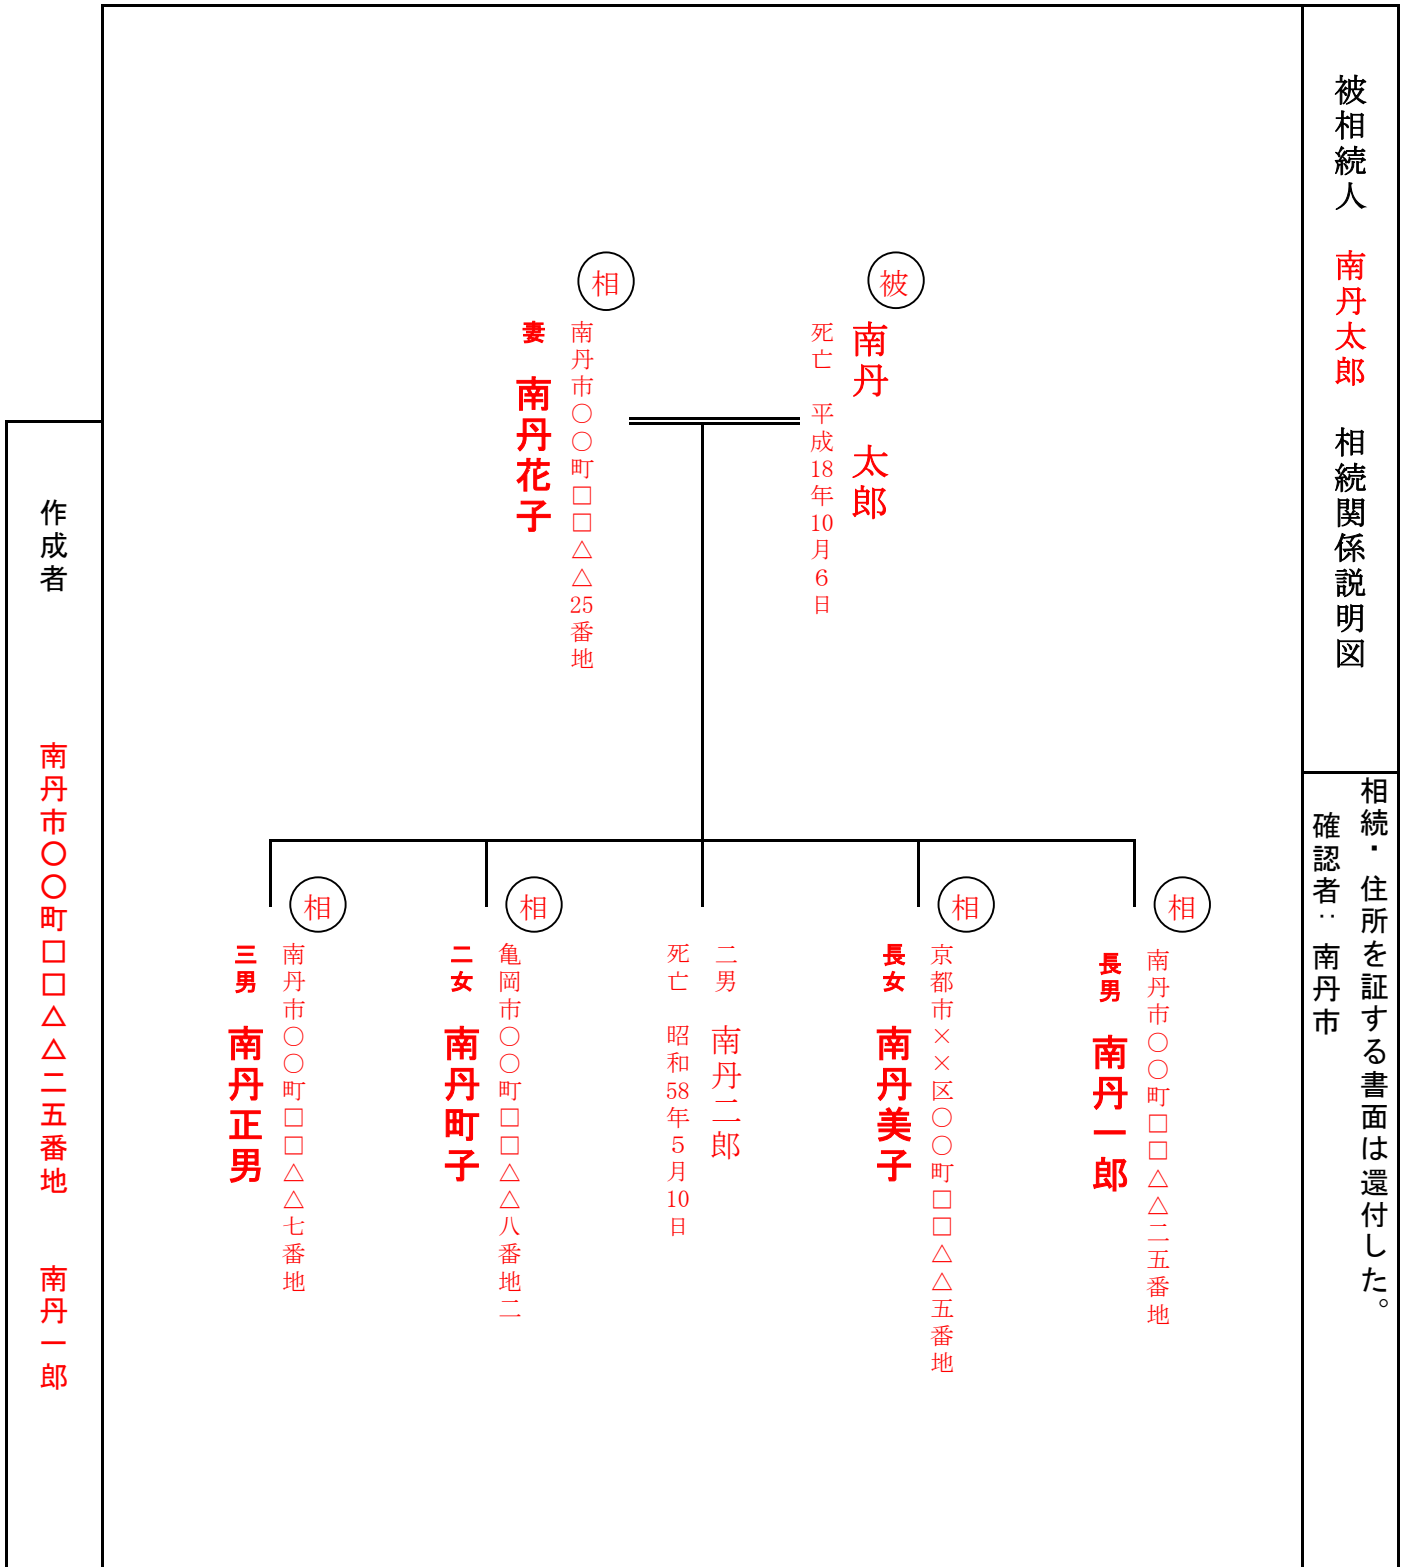 被相続人　南丹太郎　相続関係説明図
相続・住所を証する書面は還付した。
確認者：南丹市
被
南丹　太郎
死亡　平成18年10月6日
相
南丹市〇〇町□□△△25番地
妻　南丹花子
相
南丹市〇〇町□□△△二五番地
長男　南丹一郎
相
京都市××区〇〇町□□△△五番地
長女　南丹美子
二男　南丹二郎
死亡　昭和58年5月10日
相
亀岡市〇〇町□□△△八番地二
二女　南丹町子
相
南丹市〇〇町□□△△七番地
三男　南丹正男
作成者　南丹市〇〇町□□△△二五番地　南丹一郎